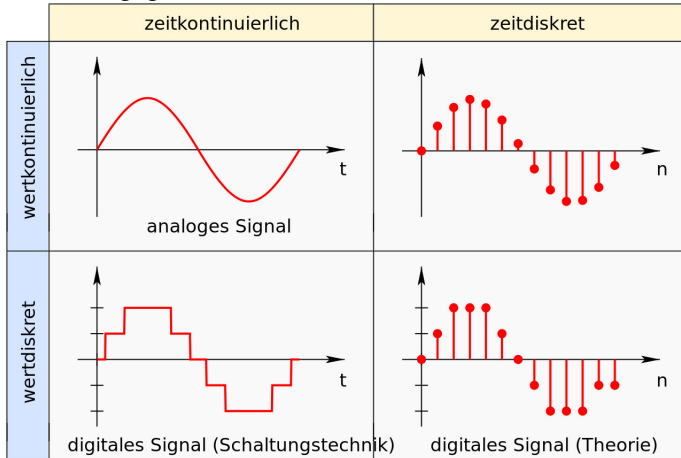 zeitkontinuierlich
zeitdiskret
wertkontinuierlich
t
n
analoges Signal
wertdiskret
t
n
digitales Signal (Schaltungstechnik)
digitales Signal (Theorie)